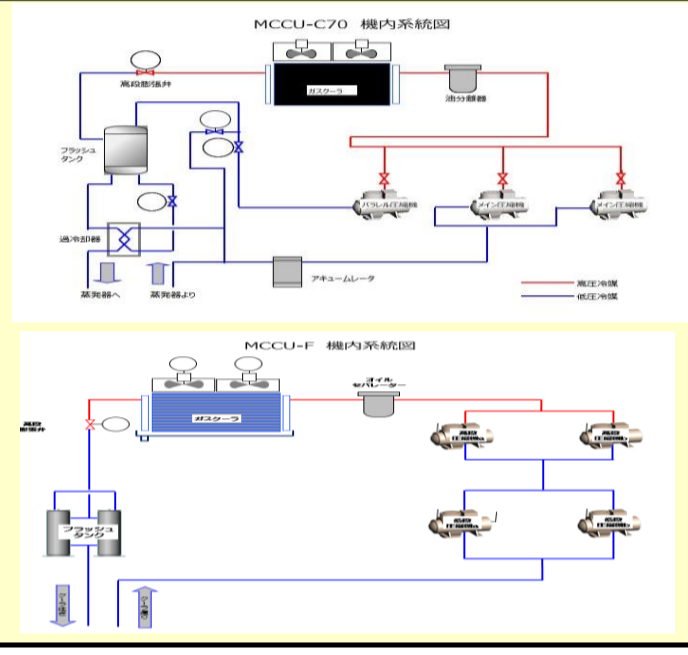 MCCU-C70 機内系統図
高段膨張弁
ガスクーラ
油分離器
フラッシュ
タンク
パラレル圧縮機
メイン圧縮機
メイン圧縮機
過冷却器
アキュームレータ
蒸発器へ
蒸発器より
高圧冷媒
低圧冷媒
MCCU-F 機内系統図
オイル
セパレーター
ガスクーラ
高段
膨張弁
フラッシュ
タンク